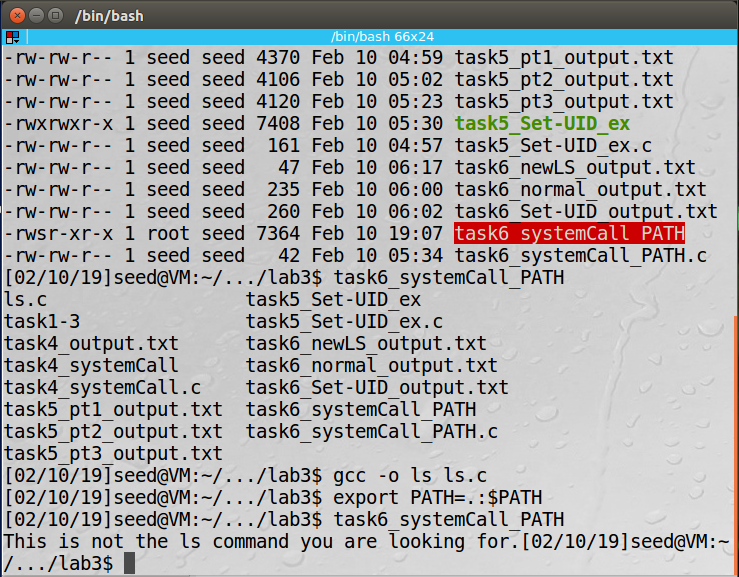 /bin/bash
/bin/bash 66x24
-rw-rw-r-- 1 seed seed 4370 Feb 10 04:59 task5_pt1_output.txt
-rw-rw-r-- 1 seed seed 4106 Feb 10 05:02 task5_pt2_output.txt
-rw-rw-r-- 1 seed seed 4120 Feb 10 05:23 task5_pt3_output.txt
-rwxrwxr-x 1 seed seed 7408 Feb 10 05:30 task5_Set-UID_ex
-rw-rw-r-- 1 seed seed  161 Feb 10 04:57 task5_Set-UID_ex.c
-rw-rw-r-- 1 seed seed   47 Feb 10 06:17 task6_newLS_output.txt
-rw-rw-r-- 1 seed seed  235 Feb 10 06:00 task6_normal_output.txt
-rw-rw-r-- 1 seed seed  260 Feb 10 06:02 task6_Set-UID_output.txt
-rwsr-xr-x 1 root seed 7364 Feb 10 19:07 task6_systemCall_PATH
-rw-rw-r-- 1 seed seed   42 Feb 10 05:34 task6_systemCall_PATH.c
[02/10/19]seed@VM:~/.../lab3$ task6_systemCall_PATH
ls.c                   task5_Set-UID_ex
task1-3                task5_Set-UID_ex.c
task4_output.txt       task6_newLS_output.txt
task4_systemCall       task6_normal_output.txt
task4_systemCall.c     task6_Set-UID_output.txt
task5_pt1_output.txt   task6_systemCall_PATH
task5_pt2_output.txt   task6_systemCall_PATH.c
task5_pt3_output.txt
[02/10/19]seed@VM:~/.../lab3$ gcc -o ls ls.c
[02/10/19]seed@VM:~/.../lab3$ export PATH=.:$PATH
[02/10/19]seed@VM:~/.../lab3$ task6_systemCall_PATH
This is not the ls command you are looking for.[02/10/19]seed@VM:~
/.../lab3$